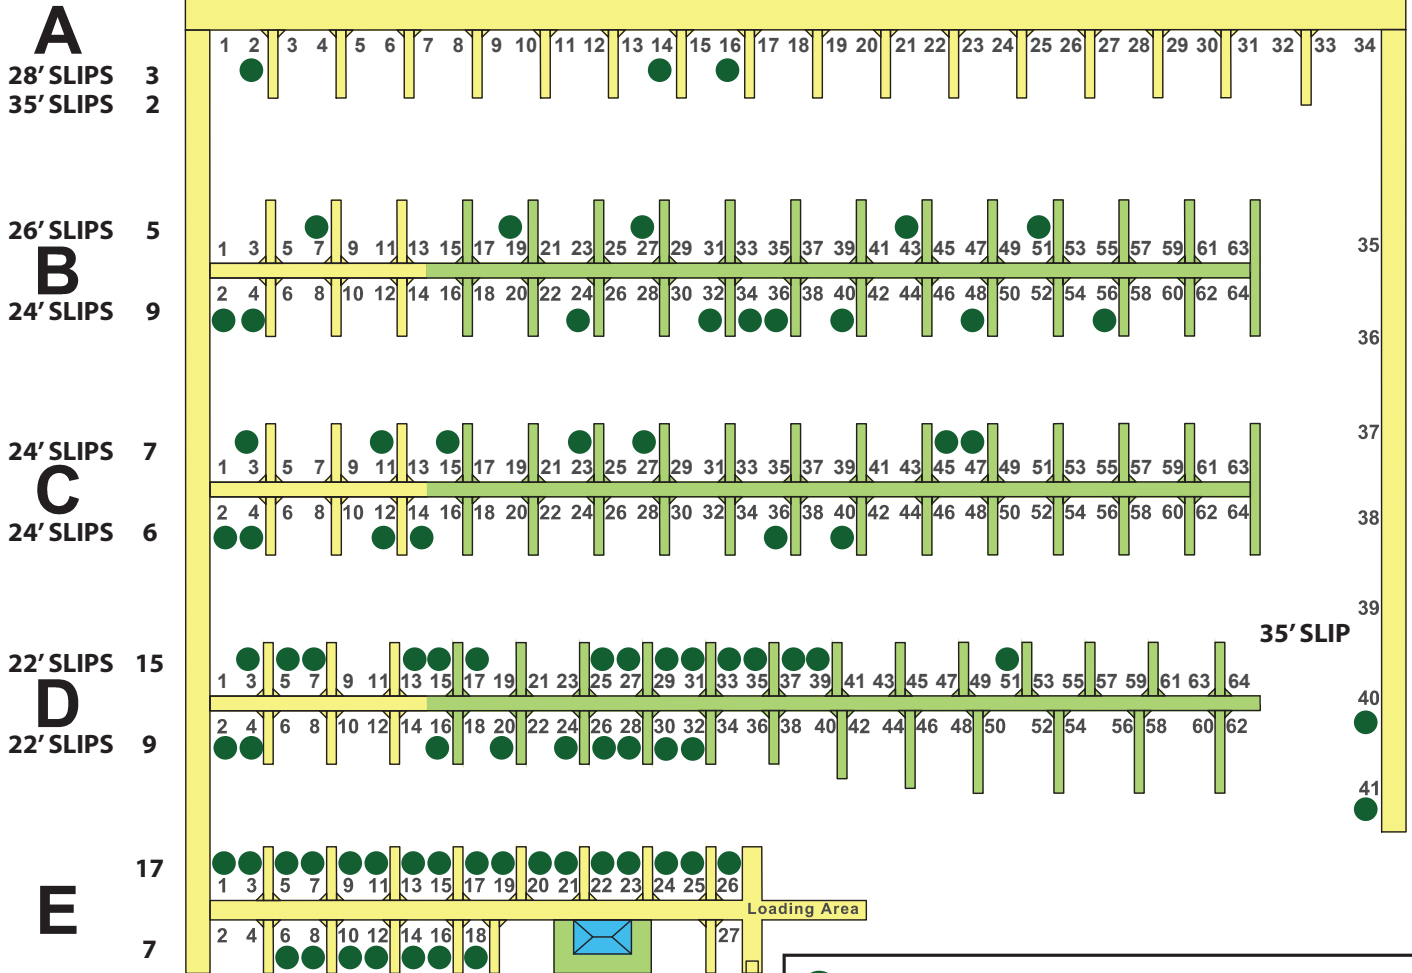 A
1 2 3 4 5 6 7 8 9 10 11 12 13 14 15 16 17 18 19 20 21 22 23 24 25 26 27 28 29 30 31 32 33 34
28' SLIPS 3
35' SLIPS 2
26' SLIPS 5
1 3 5 7 9 11 13 15 17 19 21 23 25 27 29 31 33 35 37 39 41 43 45 47 49 51 53 55 57 59 61 63
35
B
2 4 6 8 10 12 14 16 18 20 22 24 26 28 30 32 34 36 38 40 42 44 46 48 50 52 54 56 58 60 62 64
24' SLIPS 9
36
37
24' SLIPS 7
1 3 5 7 9 11 13 15 17 19 21 23 25 27 29 31 33 35 37 39 41 43 45 47 49 51 53 55 57 59 61 63
C
2 4 6 8 10 12 14 16 18 20 22 24 26 28 30 32 34 36 38 40 42 44 46 48 50 52 54 56 58 60 62 64
38
24' SLIPS 6
39
35' SLIP
22' SLIPS 15
1 3 5 7 9 11 13 15 17 19 21 23 25 27 29 31 33 35 37 39 41 43 45 47 49 51 53 55 57 59 61 63 64
40
D
2 4 6 8 10 12 14 16 18 20 22 24 26 28 30 32 34 36 38 40 42 44 46 48 50 52 54 56 58 60 62
22' SLIPS 9
41
17
1 3 5 7 9 11 13 15 17 19 20 21 22 23 24 25 26
E
Loading Area
2 4 6 8 10 12 14 16 18 27
7